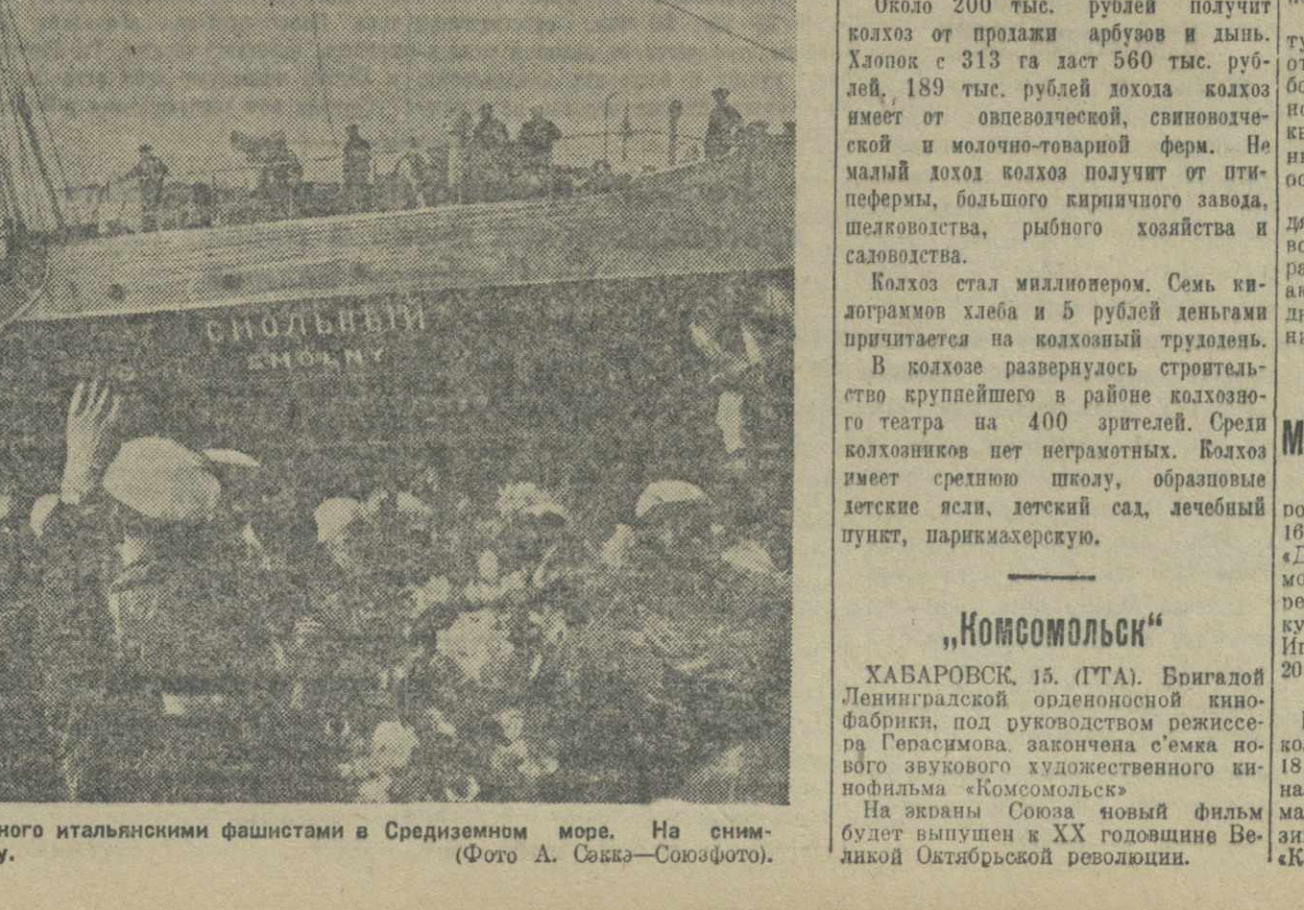 СМОЛЬНЫЙ
SMOLNY
ного итальянскими фашистами в Средиземном море. На сним-
у.
(Фото А. Сэккэ—Союзфото).
Около 200 тыс. рублей получит
колхоз от продажи арбузов и дынь.
Хлопок с 313 га даст 560 тыс. руб-
лей. 189 тыс. рублей дохода колхоз
имеет от овцеводческой, свиноводче-
ской и молочно-товарной ферм. Не
малый доход колхоз получит от пти-
цефермы, большого кирпичного завода,
шелководства, рыбного хозяйства и
садоводства.
Колхоз стал миллионером. Семь ки-
лограммов хлеба и 5 рублей деньгами
причитается на колхозный трудодень.
В колхозе развернулось строитель-
ство крупнейшего в районе колхозно-
го театра на 400 зрителей. Среди
колхозников нет неграмотных. Колхоз
имеет среднюю школу, образцовые
детские ясли, детский сад, лечебный
пункт, парикмахерскую.
„Комсомольск“
ХАБАРОВСК, 15. (РТА). Бригадой
Ленинградской орденоносной кино-
фабрики, под руководством режиссе-
ра Герасимова, закончена с'емка но-
вого звукового художественного ки-
нофильма «Комсомольск»
На экраны Союза новый фильм
будет выпущен к XX годовщине Ве-
ликой Октябрьской революции.